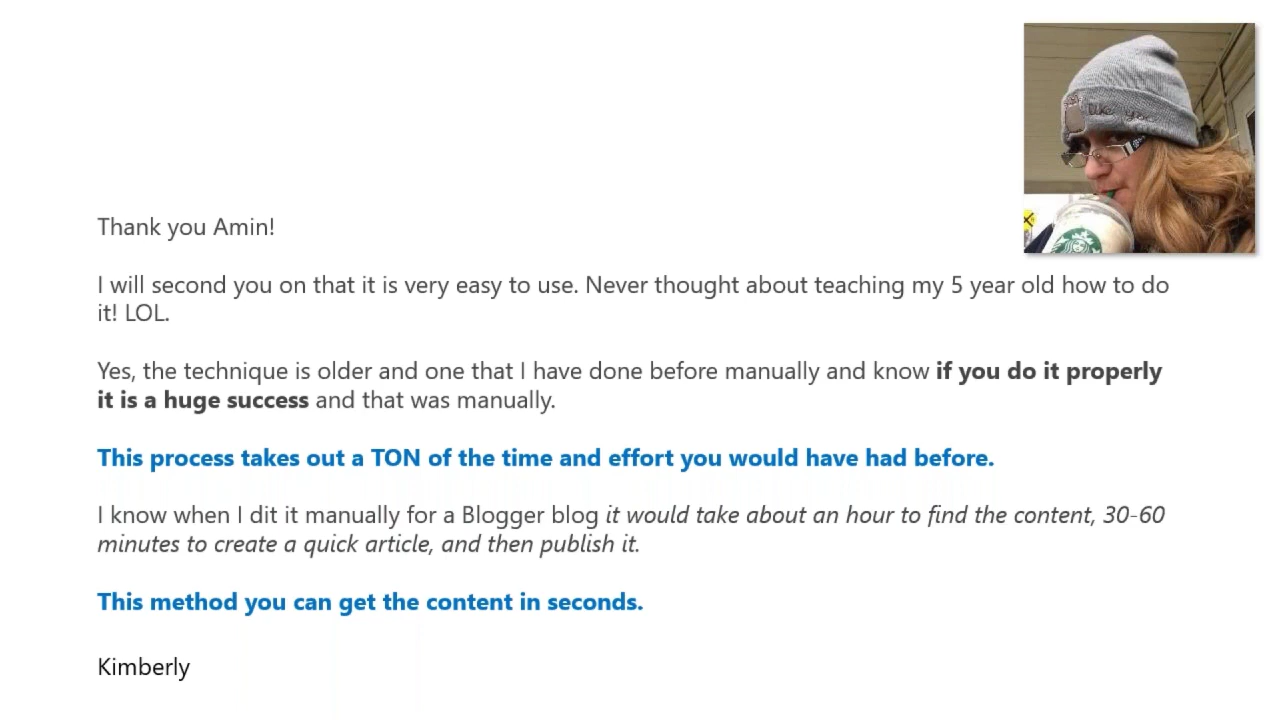 Thank you Amin!
I will second you on that it is very easy to use. Never thought about teaching my 5 year old how to do
it! LOL.
Yes, the technique is older and one that I have done before manually and know if you do it properly
it is a huge success and that was manually.
This process takes out a TON of the time and effort you would have had before.
I know when I dit it manually for a Blogger blog it would take about an hour to find the content, 30-60
minutes to create a quick article, and then publish it.
This method you can get the content in seconds.
Kimberly